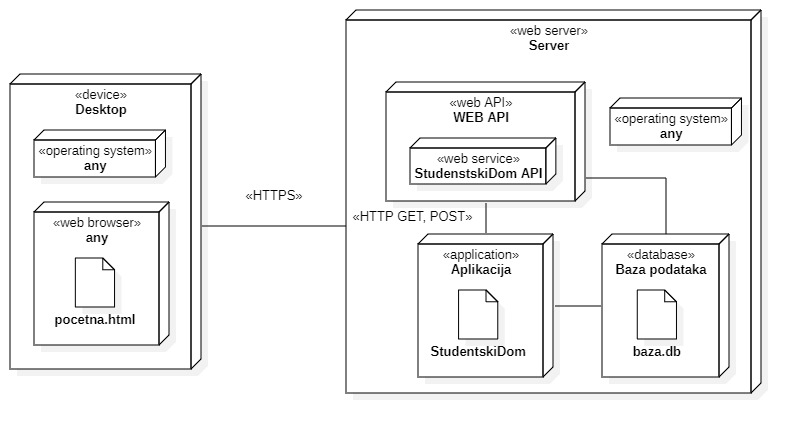 «device»
Desktop
«operating system»
any
«web browser»
any
pocetna.html
«HTTPS»
«web server»
Server
«web API»
WEB API
«web service»
StudenstskiDom API
«operating system»
any
«HTTP GET, POST»
«application»
Aplikacija
StudentskiDom
«database»
Baza podataka
baza.db